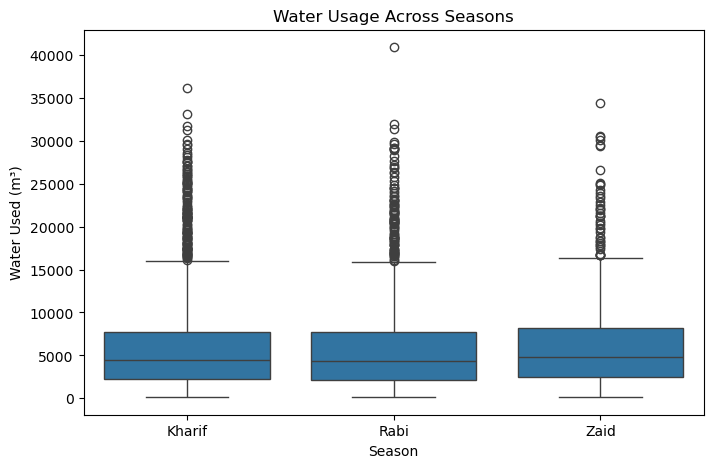 Water Usage Across Seasons
Water Used (m³)
40000
35000
30000
25000
20000
15000
10000
5000
0
Kharif
Rabi
Zaid
Season